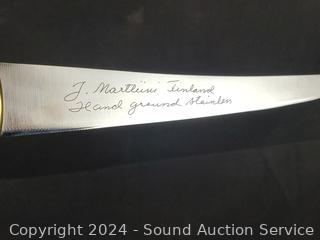 J. Marttiini Finland
Hand ground stainless
Copyright 2024 - Sound Auction Service